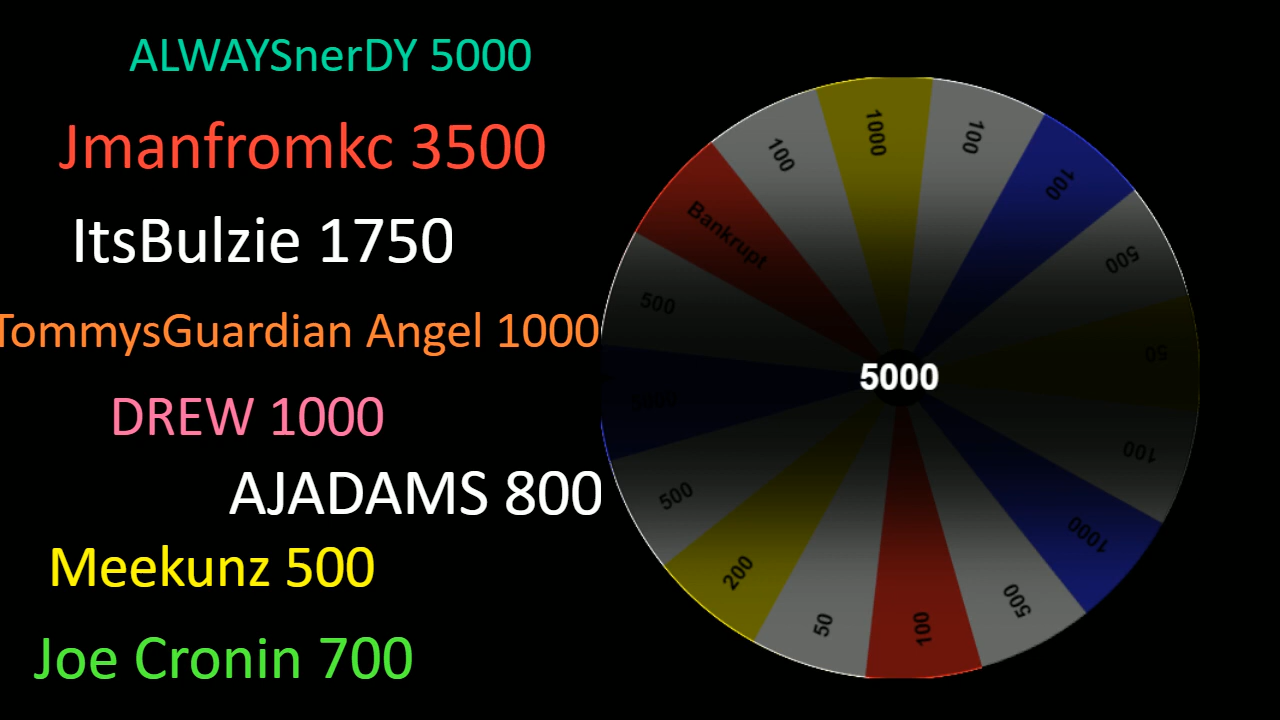 ALWAYSnerDY 5000
Jmanfromkc 3500
ItsBulzie 1750
TommysGuardian Angel 1000
DREW 1000
AJADAMS 800
Meekunz 500
Joe Cronin 700
1000
100
100
500
50
100
1000
500
100
50
200
500
5000
500
Bankrupt
100
5000